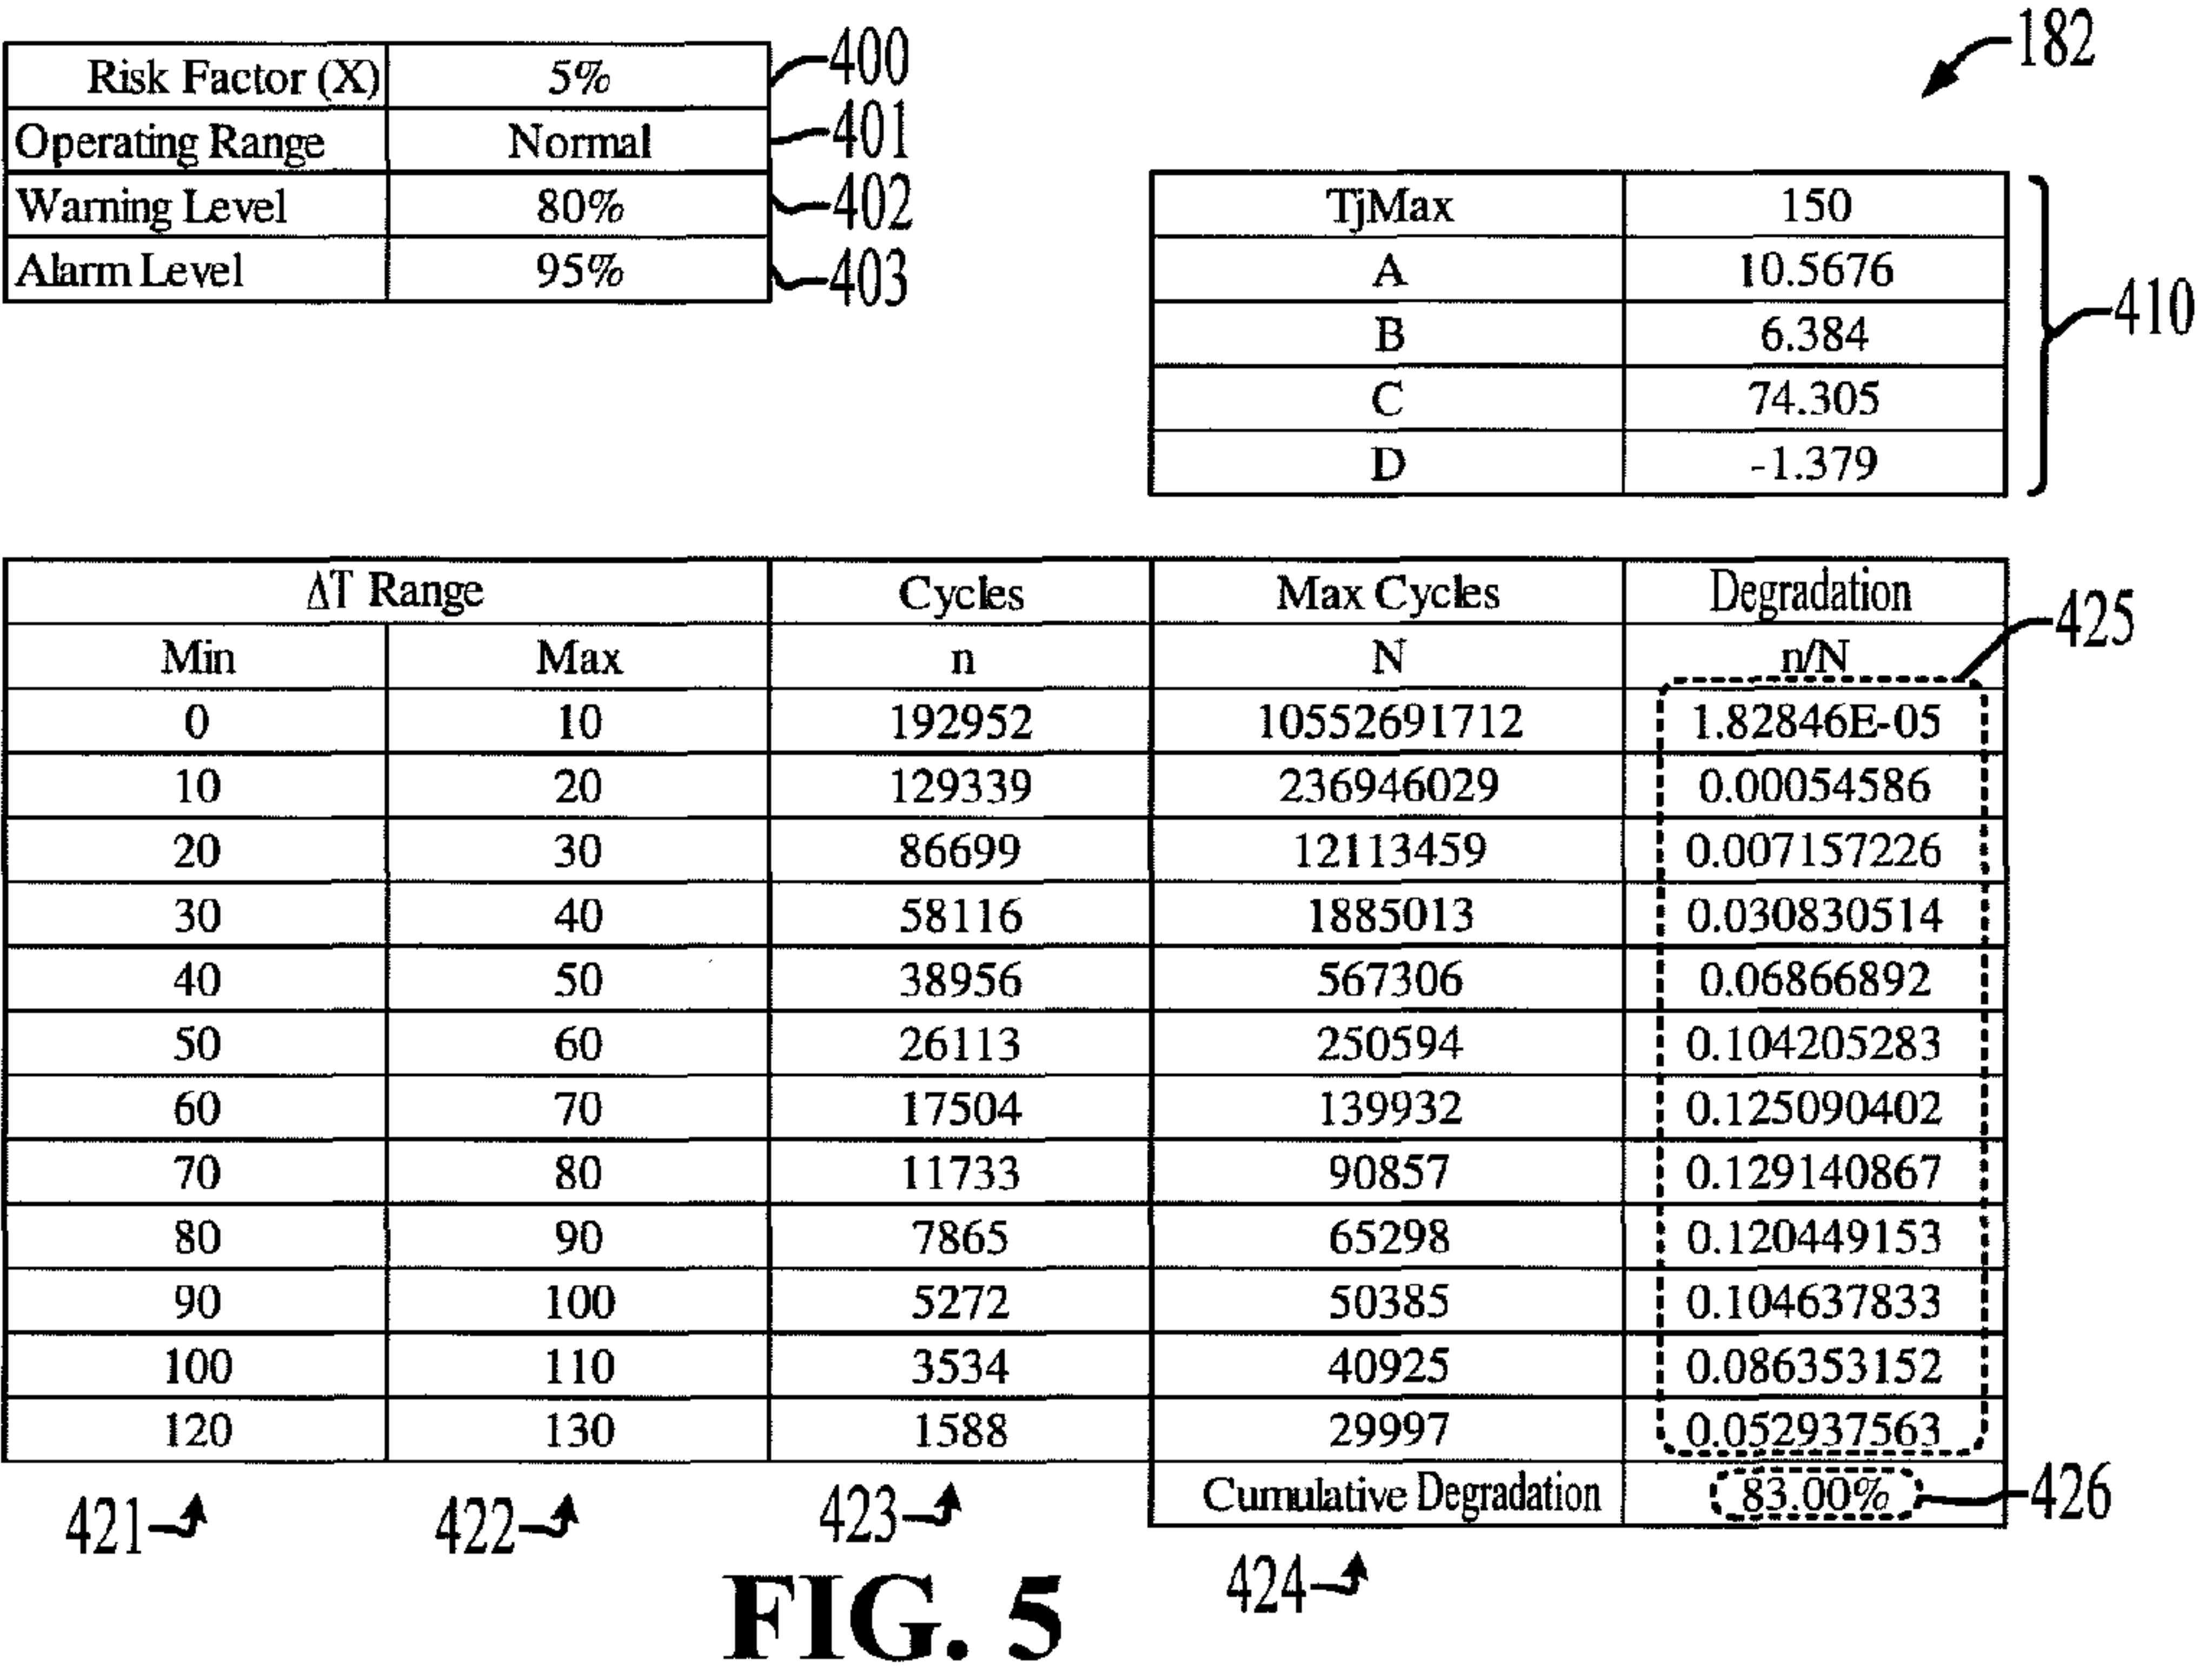 182
Risk Factor (X) 5% 400
Operating Range Normal 401
Warning Level 80% 402
Alarm Level 95% 403
TjMax 150
A 10.5676
B 6.384
C 74.305
D -1.379
410
ΔT Range Cycles Max Cycles Degradation
Min Max n N n/N 425
0 10 192952 10552691712 1.82846E-05
10 20 129339 236946029 0.00054586
20 30 86699 12113459 0.007157226
30 40 58116 1885013 0.030830514
40 50 38956 567306 0.06866892
50 60 26113 250594 0.104205283
60 70 17504 139932 0.125090402
70 80 11733 90857 0.129140867
80 90 7865 65298 0.120449153
90 100 5272 50385 0.104637833
100 110 3534 40925 0.086353152
120 130 1588 29997 0.052937563
Cumulative Degradation 83.00% 426
421 422 423 424
FIG. 5